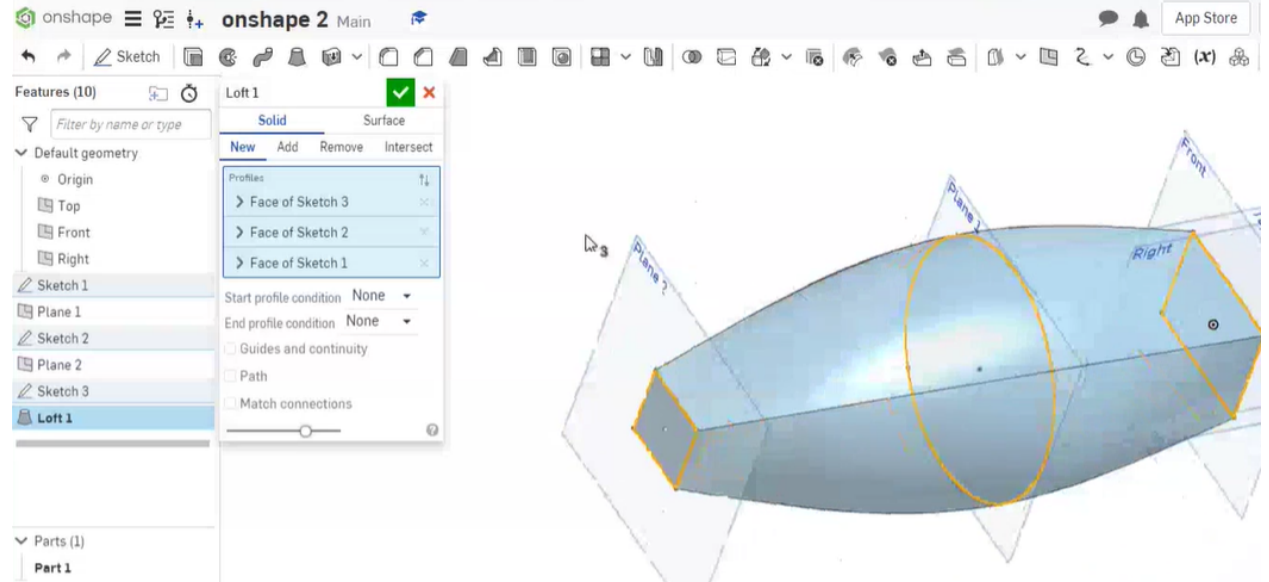 onshape onshape 2 Main App Store
Sketch (x)
Features (10)
Filter by name or type
Default geometry
Origin
Top
Front
Right
Sketch 1
Plane 1
Sketch 2
Plane 2
Sketch 3
Loft 1
Parts (1)
Part 1
Loft 1
Solid Surface
New Add Remove Intersect
Profiles
Face of Sketch 3
Face of Sketch 2
Face of Sketch 1
Start profile condition None
End profile condition None
Guides and continuity
Path
Match connections
3
Plane 2
Plane 1
Front
Right